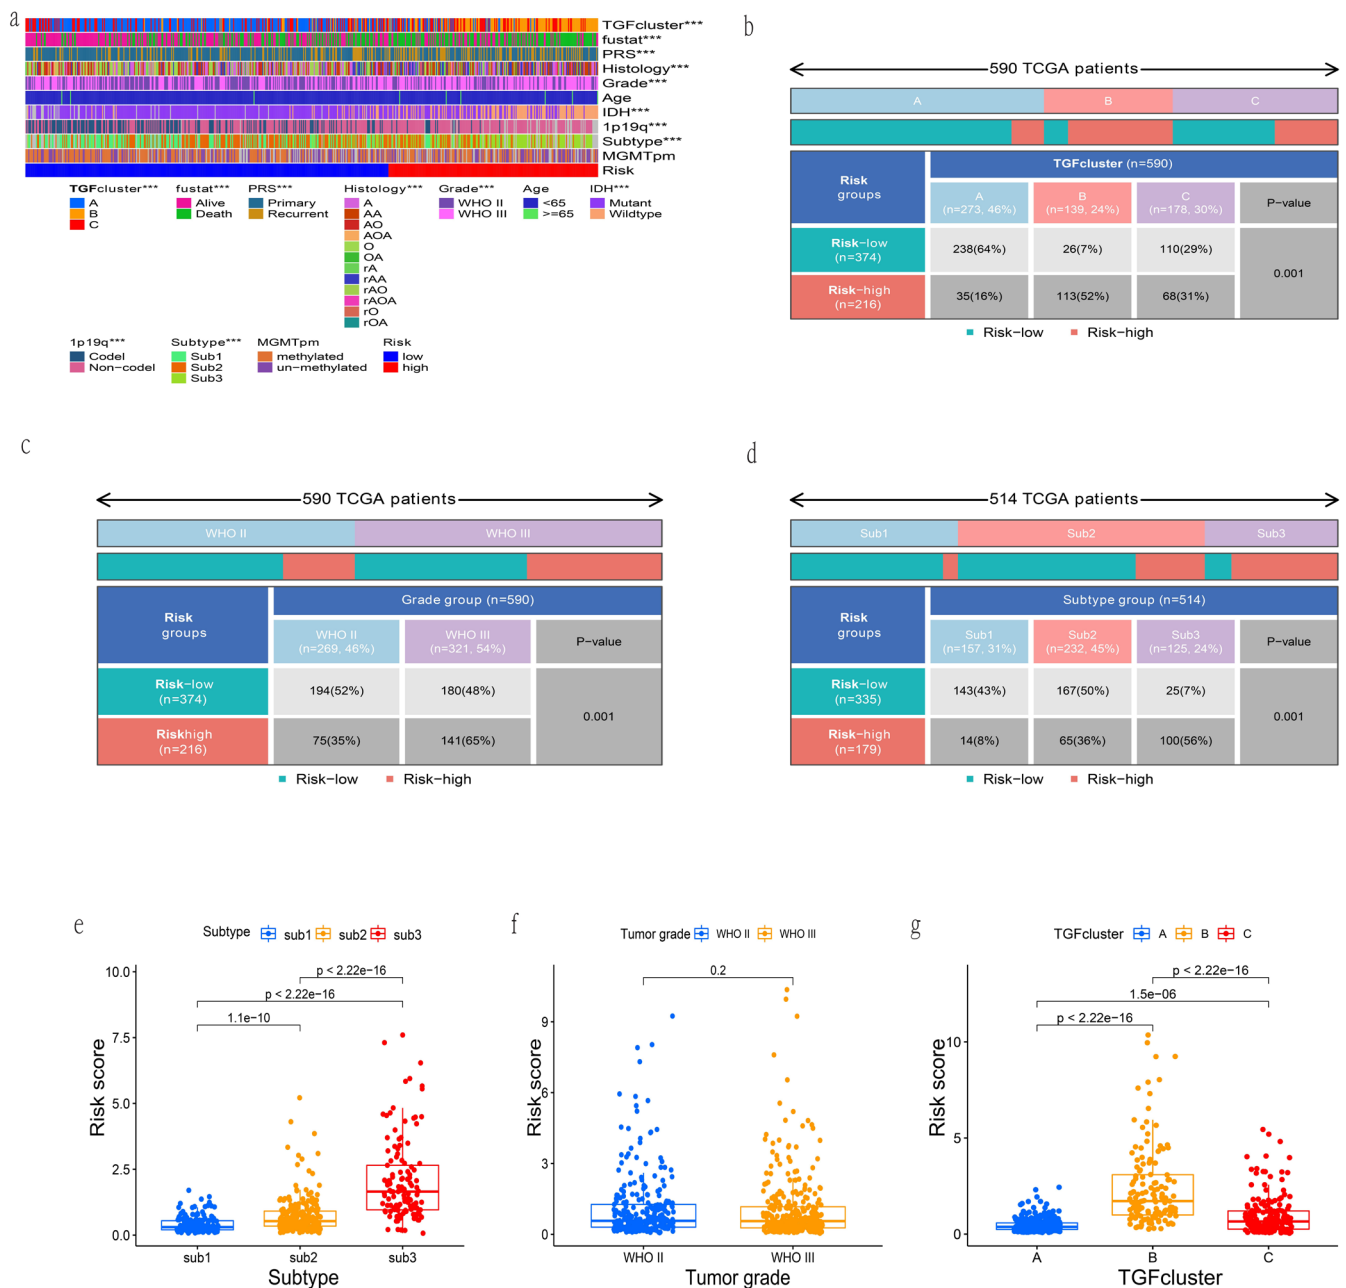 a
TGFcluster***
fustat***
PRS***
Histology***
Grade***
Age
IDH***
1p19q***
Subtype***
MGMTpm
Risk
TGFcluster*** fustat*** PRS*** Histology*** Grade*** Age IDH***
A Alive Primary A WHO II <65 Mutant
B Death Recurrent AA WHO III >=65 Wildtype
C AO
AOA
O
OA
rA
rAA
rAO
rAOA
rO
rOA
1p19q*** Subtype*** MGMTpm Risk
Codel Sub1 methylated low
Non-codel Sub2 un-methylated high
Sub3
b
590 TCGA patients
A B C
Risk groups
TGFcluster (n=590)
A (n=273, 46%) B (n=139, 24%) C (n=178, 30%) P-value
Risk-low (n=374) 238(64%) 26(7%) 110(29%) 0.001
Risk-high (n=216) 35(16%) 113(52%) 68(31%)
Risk-low Risk-high
c
590 TCGA patients
WHO II WHO III
Risk groups
Grade group (n=590)
WHO II (n=269, 46%) WHO III (n=321, 54%) P-value
Risk-low (n=374) 194(52%) 180(48%) 0.001
Riskhigh (n=216) 75(35%) 141(65%)
Risk-low Risk-high
d
514 TCGA patients
Sub1 Sub2 Sub3
Risk groups
Subtype group (n=514)
Sub1 (n=157, 31%) Sub2 (n=232, 45%) Sub3 (n=125, 24%) P-value
Risk-low (n=335) 143(43%) 167(50%) 25(7%) 0.001
Risk-high (n=179) 14(8%) 65(36%) 100(56%)
Risk-low Risk-high
e
Subtype sub1 sub2 sub3
10.0
7.5
5.0
2.5
0.0
Risk score
p < 2.22e-16
p < 2.22e-16
1.1e-10
sub1 sub2 sub3
Subtype
f
Tumor grade WHO II WHO III
9
6
3
0
Risk score
0.2
WHO II WHO III
Tumor grade
g
TGFcluster A B C
10
5
0
Risk score
p < 2.22e-16
1.5e-06
p < 2.22e-16
A B C
TGFcluster